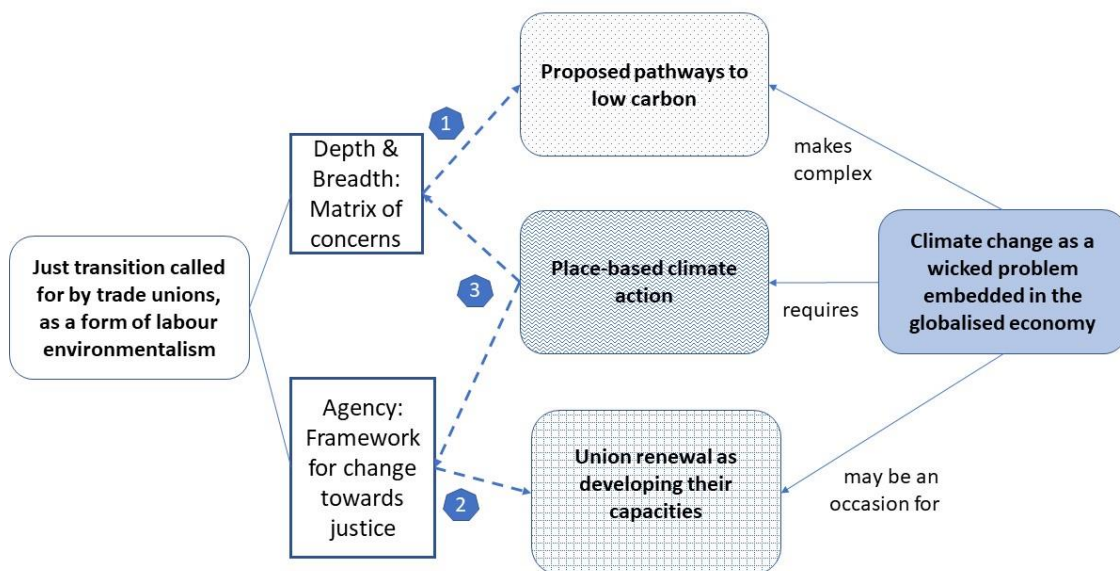 Just transition called
for by trade unions,
as a form of labour
environmentalism
Depth &
Breadth:
Matrix of
concerns
Agency:
Framework
for change
towards
justice
1
3
2
Proposed pathways to
low carbon
Place-based climate
action
Union renewal as
developing their
capacities
makes
complex
requires
may be an
occasion for
Climate change as a
wicked problem
embedded in the
globalised economy